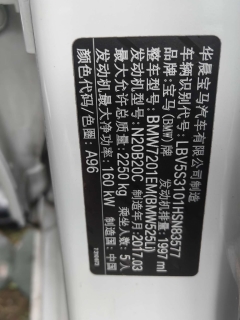 华晨宝马汽车有限公司制造
车辆识别代号：LBV5S3101HSN83577
品牌：宝马（BMW）牌
整车型号：BMW7201EM(BMW525Li)
发动机型号：N20B20C 发动机排量：1997 ml
最大允许总质量：2250 kg 乘坐人数：5 人
发动机最大净功率：160 kW 制造年月：2017.03
颜色代码/色圈：A96 制造国：中国